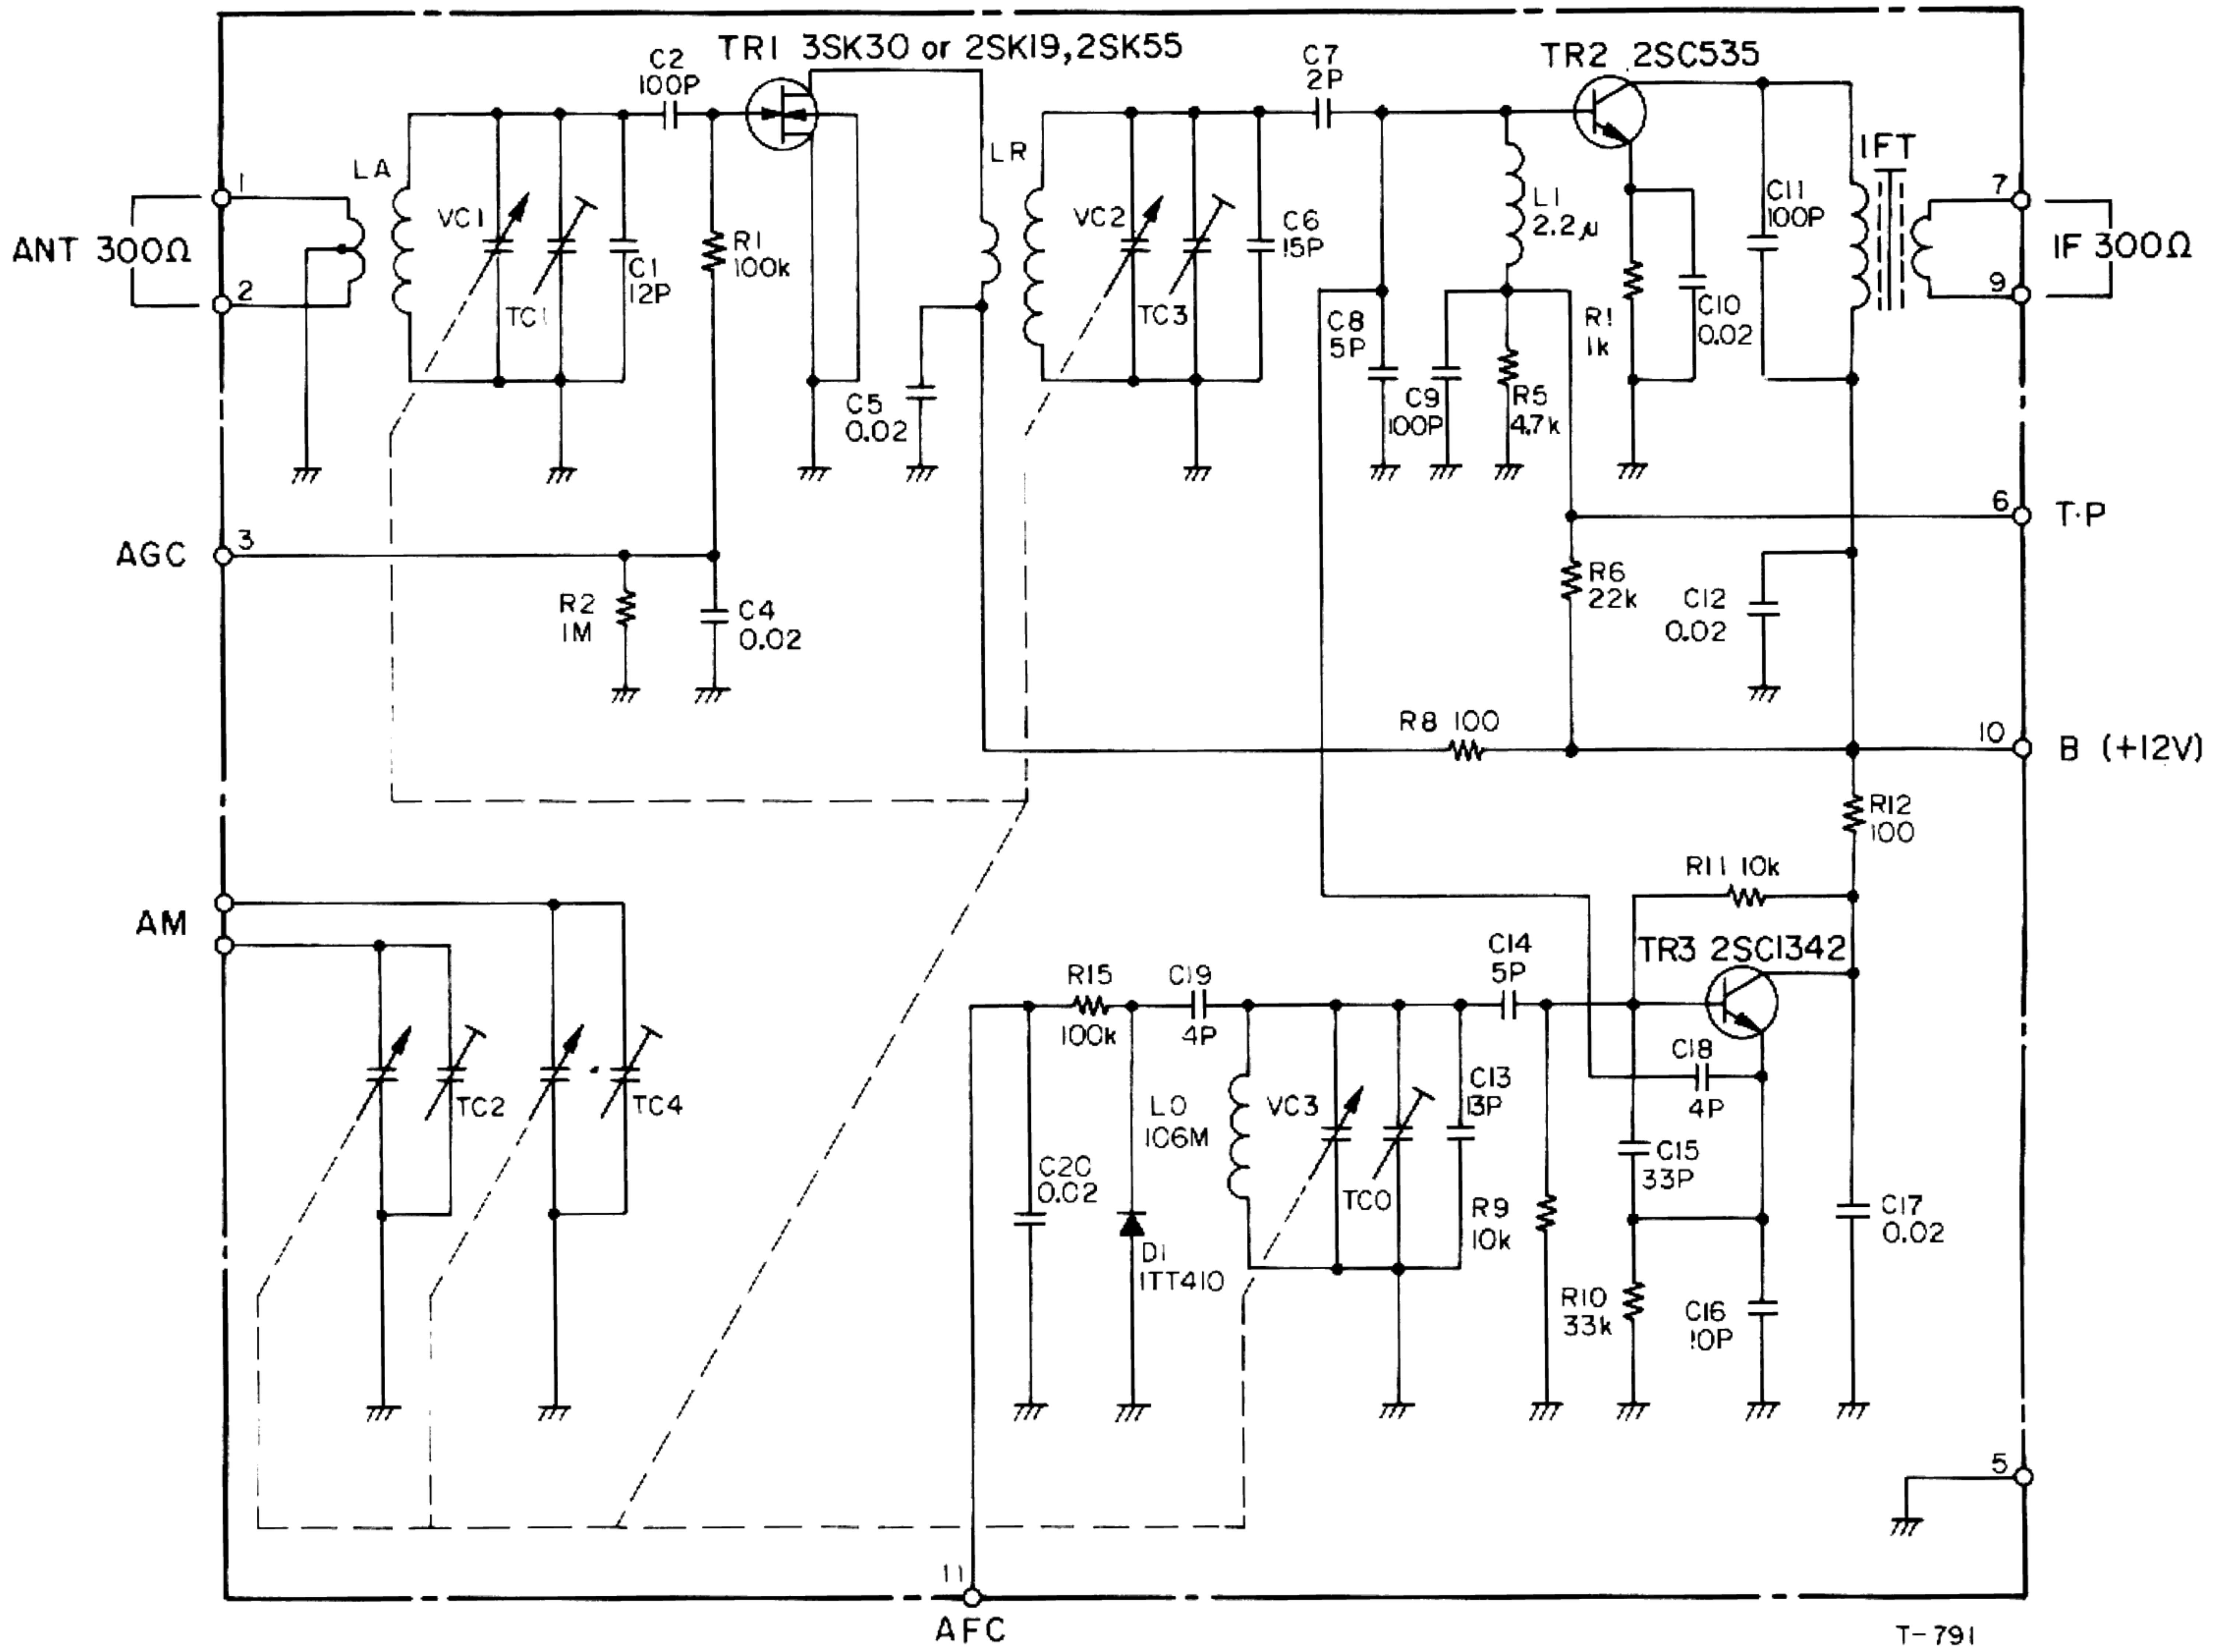 TR1 3SK30 or 2SK19,2SK55
TR2 2SC535
C2
100P
C7
2P
LA
LR
IFT
1
2
ANT 300Ω
VC1
TC1
C1
12P
R1
100k
C5
0.02
VC2
TC3
C6
15P
C8
5P
C9
100P
L1
2.2μ
R5
4.7k
R1
1k
C10
0.02
C11
100P
7
9
IF 300Ω
6
T·P
AGC
3
R2
1M
C4
0.02
R6
22k
C12
0.02
R8 100
10
B (+12V)
R12
100
R11 10k
AM
TR3 2SC1342
C14
5P
R15
100k
C19
4P
C18
4P
TC2
TC4
LO
106M
VC3
TCO
C13
13P
C15
33P
C20
0.02
D1
1TT410
R9
10k
R10
33k
C16
10P
C17
0.02
5
11
AFC
T-791